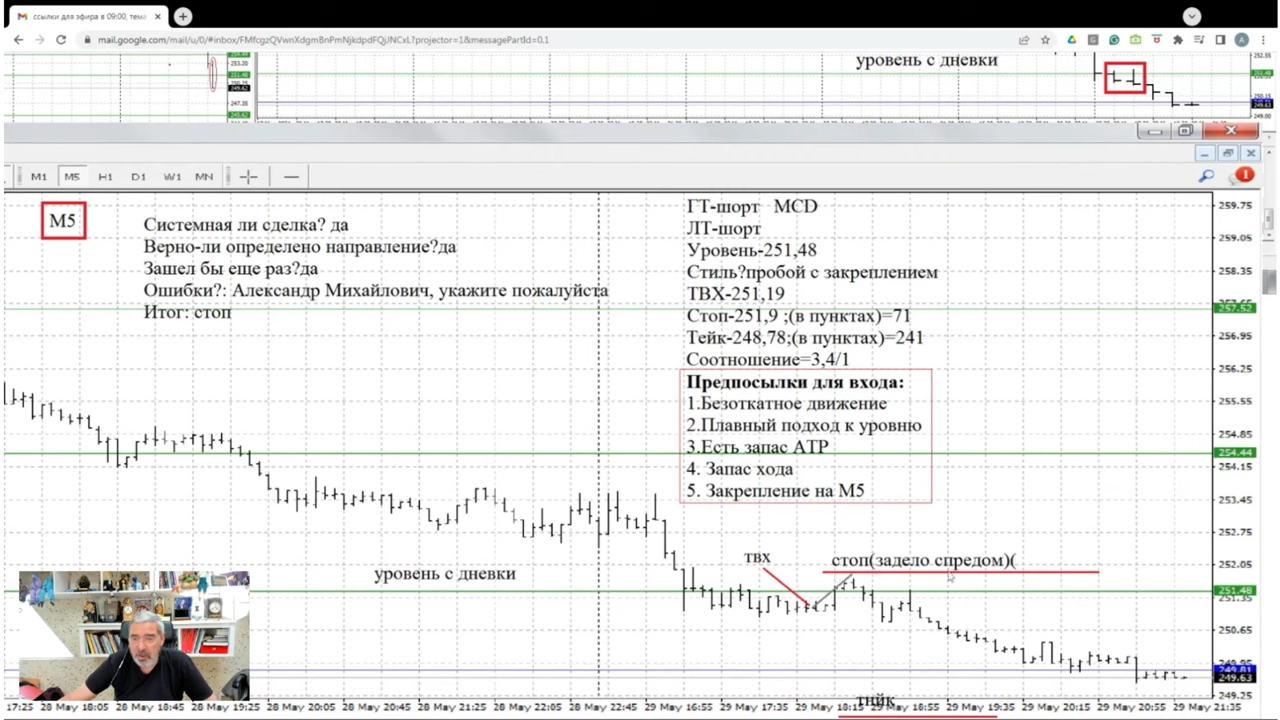 ссылки для эфира в 09:00, тема
mail.google.com/mail/u/0/#inbox/FMfcgzQVwnXdgmBnPmNjkdpdFQjJNCxL?projector=1&messagePartId=0.1
уровень с дневки
M1 M5 H1 D1 W1 MN
1
M5
Системная ли сделка? да
Верно-ли определено направление?да
Зашел бы еще раз?да
Ошибки?: Александр Михайлович, укажите пожалуйста
Итог: стоп
ГТ-шорт MCD
ЛТ-шорт
Уровень-251,48
Стиль?пробой с закреплением
ТВХ-251,19
Стоп-251,9 ;(в пунктах)=71
Тейк-248,78;(в пунктах)=241
Соотношение=3,4/1
Предпосылки для входа:
1.Безоткатное движение
2.Плавный подход к уровню
3.Есть запас АТР
4. Запас хода
5. Закрепление на М5
уровень с дневки
твх
стоп(задело спредом)(
259.75
259.05
258.35
257.52
256.95
256.25
255.55
254.85
254.44
254.15
253.45
252.75
252.05
251.48
251.35
250.65
249.81
249.63
249.25
17:25 28 May 18:05 28 May 18:45 28 May 19:25 28 May 20:05 28 May 20:45 28 May 21:25 28 May 22:05 28 May 22:45 29 May 16:55 29 May 17:35 29 May 18:15 29 May 18:55 29 May 19:35 29 May 20:15 29 May 20:55 29 May 21:35